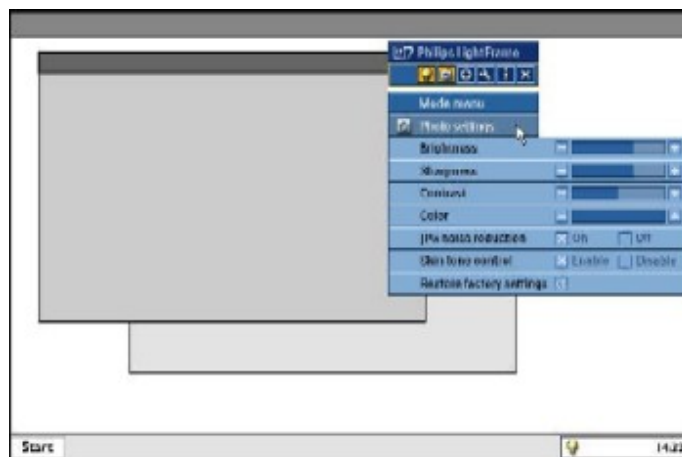 Philips LightFrame
Mode menu
Photo settings
Brightness
Sharpness
Contrast
Color
JPG noise reduction On Off
Skin tone control Enable Disable
Restore factory settings
Start